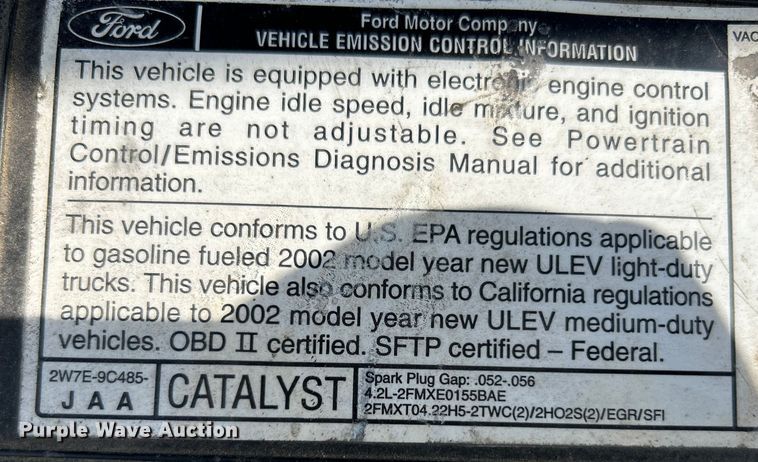 Ford
Ford Motor Company
VEHICLE EMISSION CONTROL INFORMATION
VAC
This vehicle is equipped with electronic engine control
systems. Engine idle speed, idle mixture, and ignition
timing are not adjustable. See Powertrain
Control/Emissions Diagnosis Manual for additional
information.
This vehicle conforms to U.S. EPA regulations applicable
to gasoline fueled 2002 model year new ULEV light-duty
trucks. This vehicle also conforms to California regulations
applicable to 2002 model year new ULEV medium-duty
vehicles. OBD II certified. SFTP certified – Federal.
2W7E-9C485-
JAA
CATALYST
Spark Plug Gap: .052-.056
4.2L-2FMXE0155BAE
2FMXT04.22H5-2TWC(2)/2HO2S(2)/EGR/SFI
Purple Wave Auction